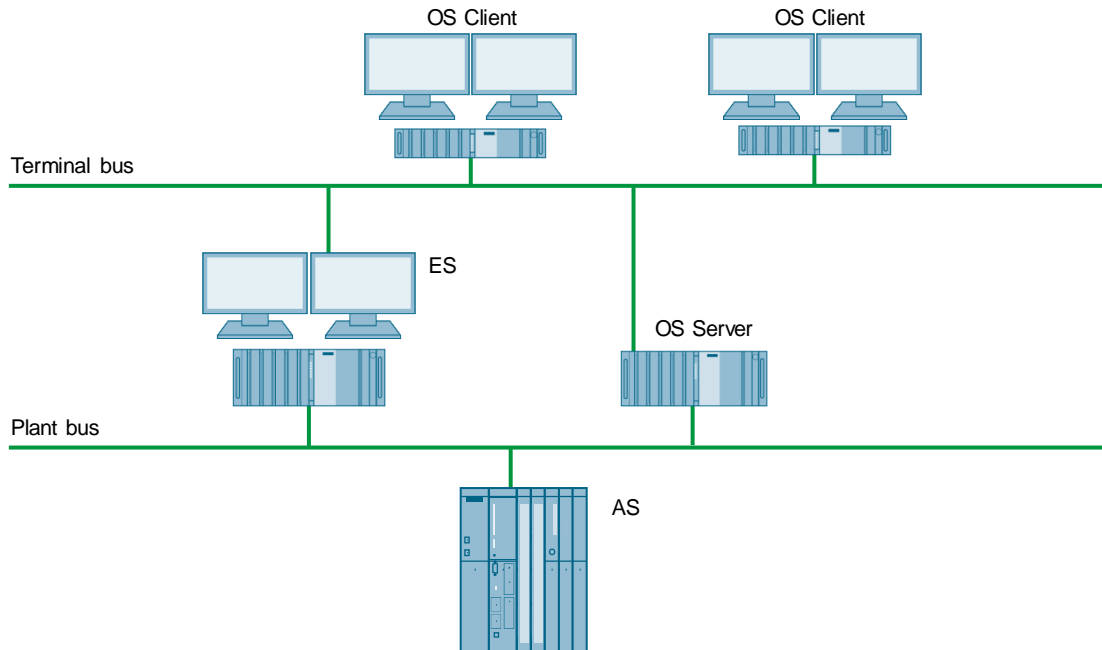 OS Client
OS Client
Terminal bus
ES
OS Server
Plant bus
AS